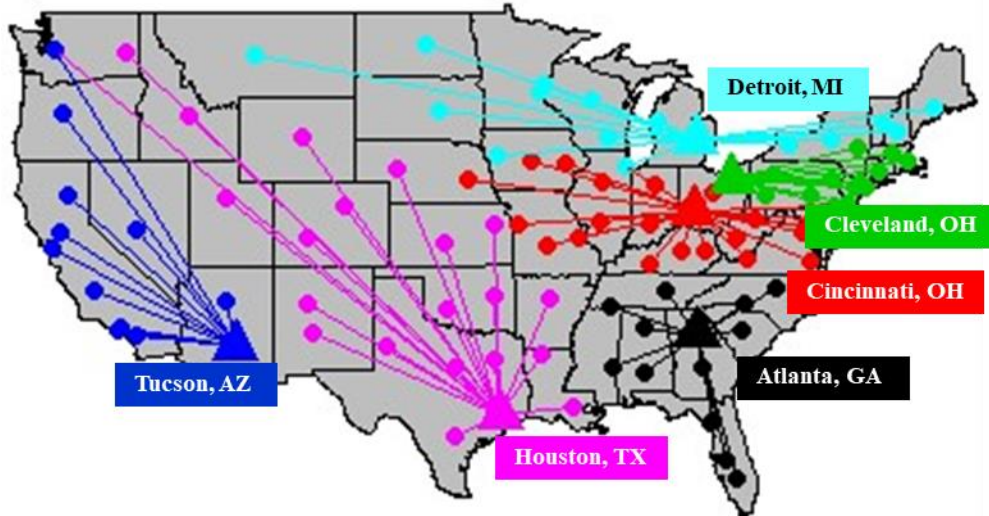 Detroit, MI
Cleveland, OH
Cincinnati, OH
Tucson, AZ
Atlanta, GA
Houston, TX